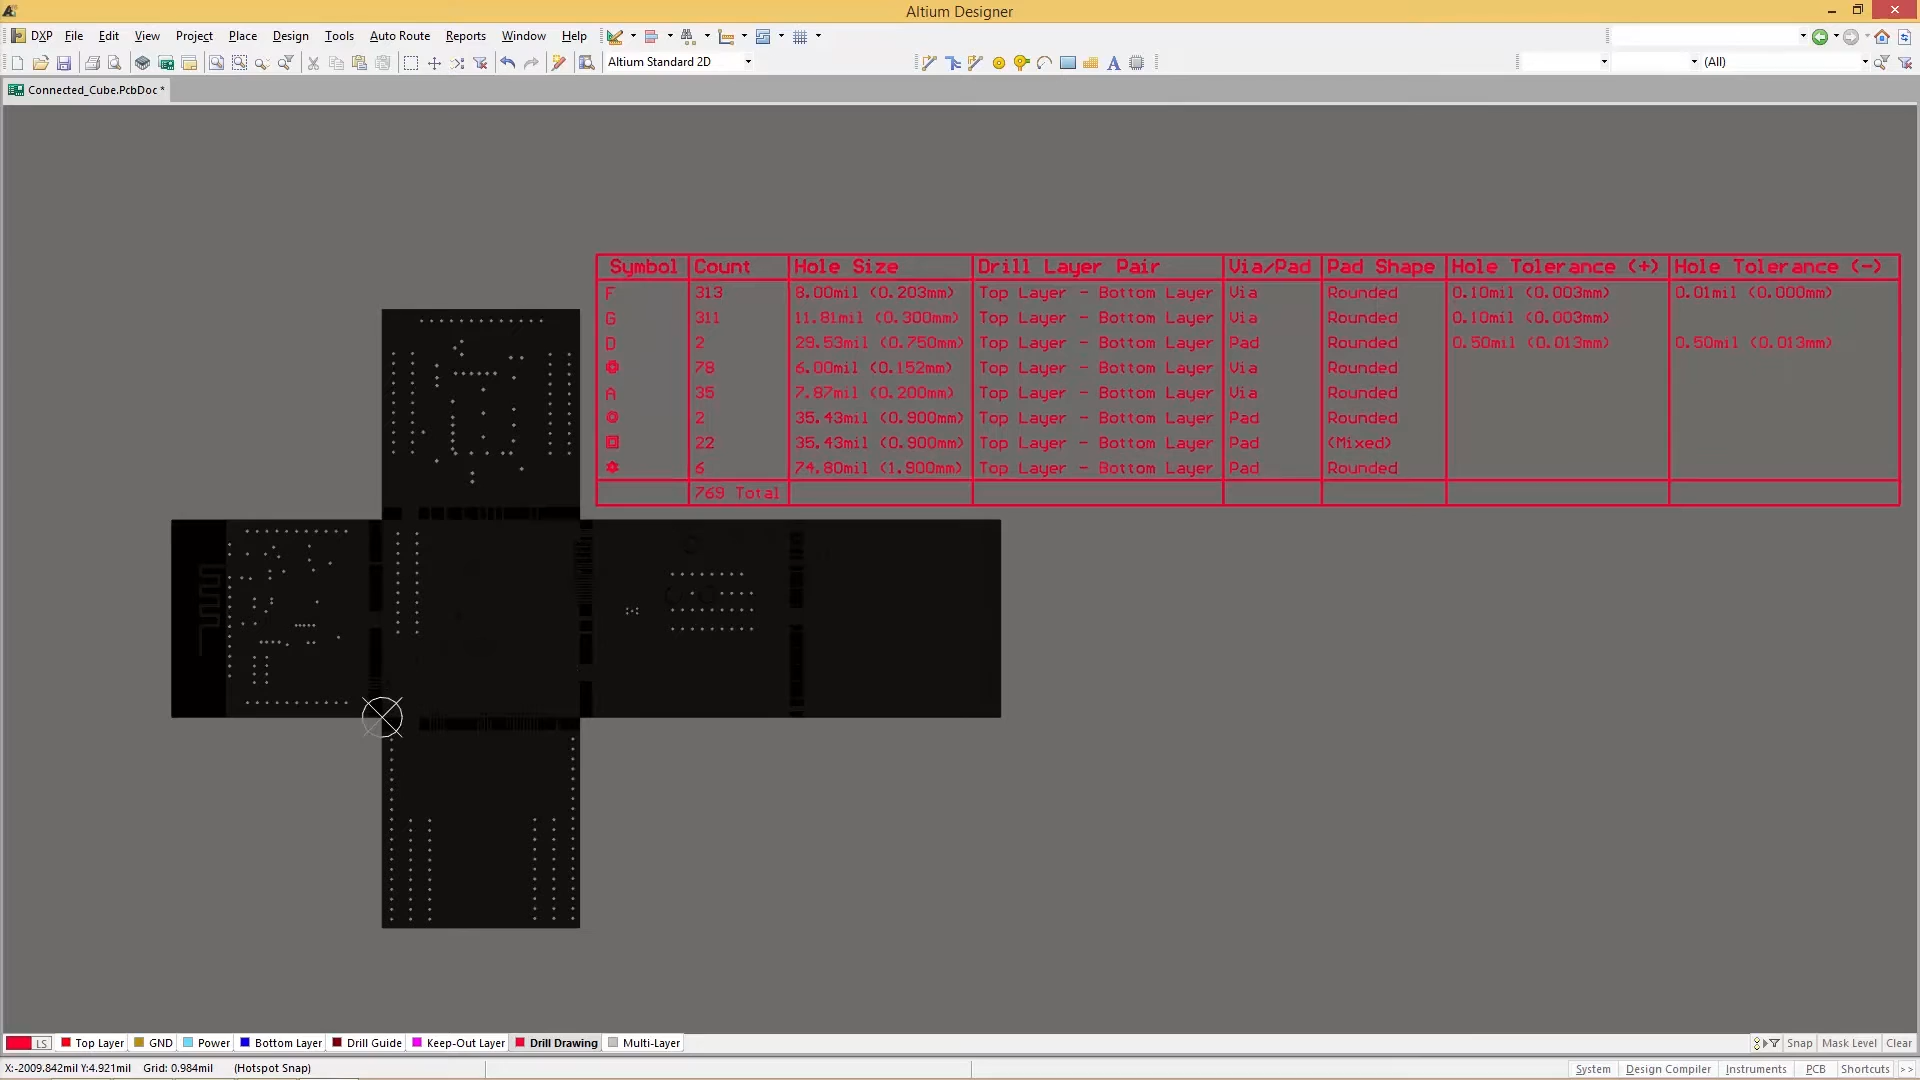 Altium Designer
DXP File Edit View Project Place Design Tools Auto Route Reports Window Help
Altium Standard 2D (All)
Connected_Cube.PcbDoc *
Symbol Count Hole Size Drill Layer Pair Via/Pad Pad Shape Hole Tolerance (+) Hole Tolerance (-)
F 313 8.00mil (0.203mm) Top Layer - Bottom Layer Via Rounded 0.10mil (0.003mm) 0.01mil (0.000mm)
G 311 11.81mil (0.300mm) Top Layer - Bottom Layer Via Rounded 0.10mil (0.003mm)
D 2 29.53mil (0.750mm) Top Layer - Bottom Layer Pad Rounded 0.50mil (0.013mm) 0.50mil (0.013mm)
78 6.00mil (0.152mm) Top Layer - Bottom Layer Via Rounded
A 35 7.87mil (0.200mm) Top Layer - Bottom Layer Via Rounded
2 35.43mil (0.900mm) Top Layer - Bottom Layer Pad Rounded
22 35.43mil (0.900mm) Top Layer - Bottom Layer Pad (Mixed)
6 74.80mil (1.900mm) Top Layer - Bottom Layer Pad Rounded
769 Total
LS Top Layer GND Power Bottom Layer Drill Guide Keep-Out Layer Drill Drawing Multi-Layer Snap Mask Level Clear
X:-2009.842mil Y:4.921mil Grid: 0.984mil (Hotspot Snap) System Design Compiler Instruments PCB Shortcuts >>